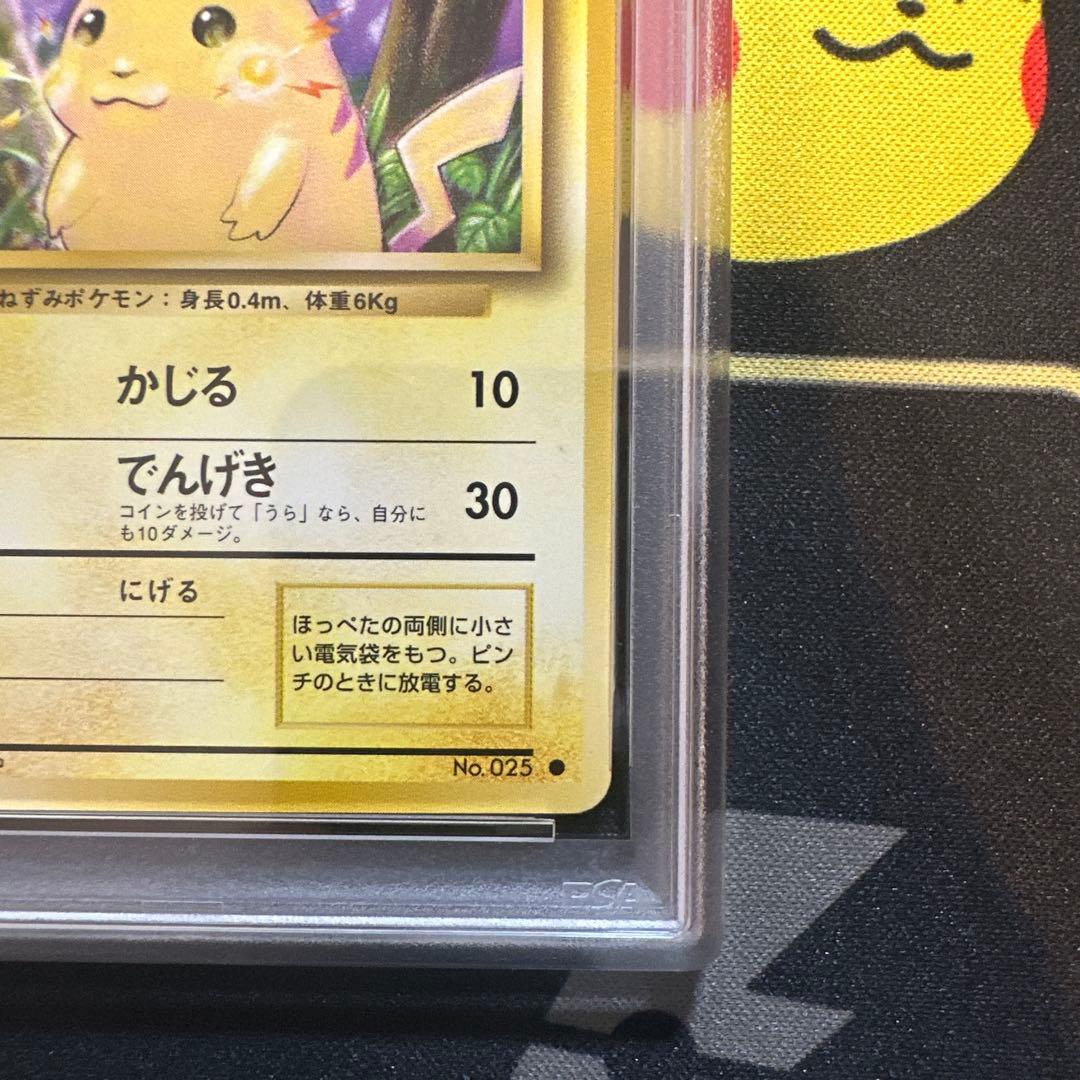 ねずみポケモン：身長0.4m、体重6Kg
かじる 10
でんげき 30
コインを投げて「うら」なら、自分に
も10ダメージ。
にげる
ほっぺたの両側に小さ
い電気袋をもつ。ピン
チのときに放電する。
No.025 ●
PSA